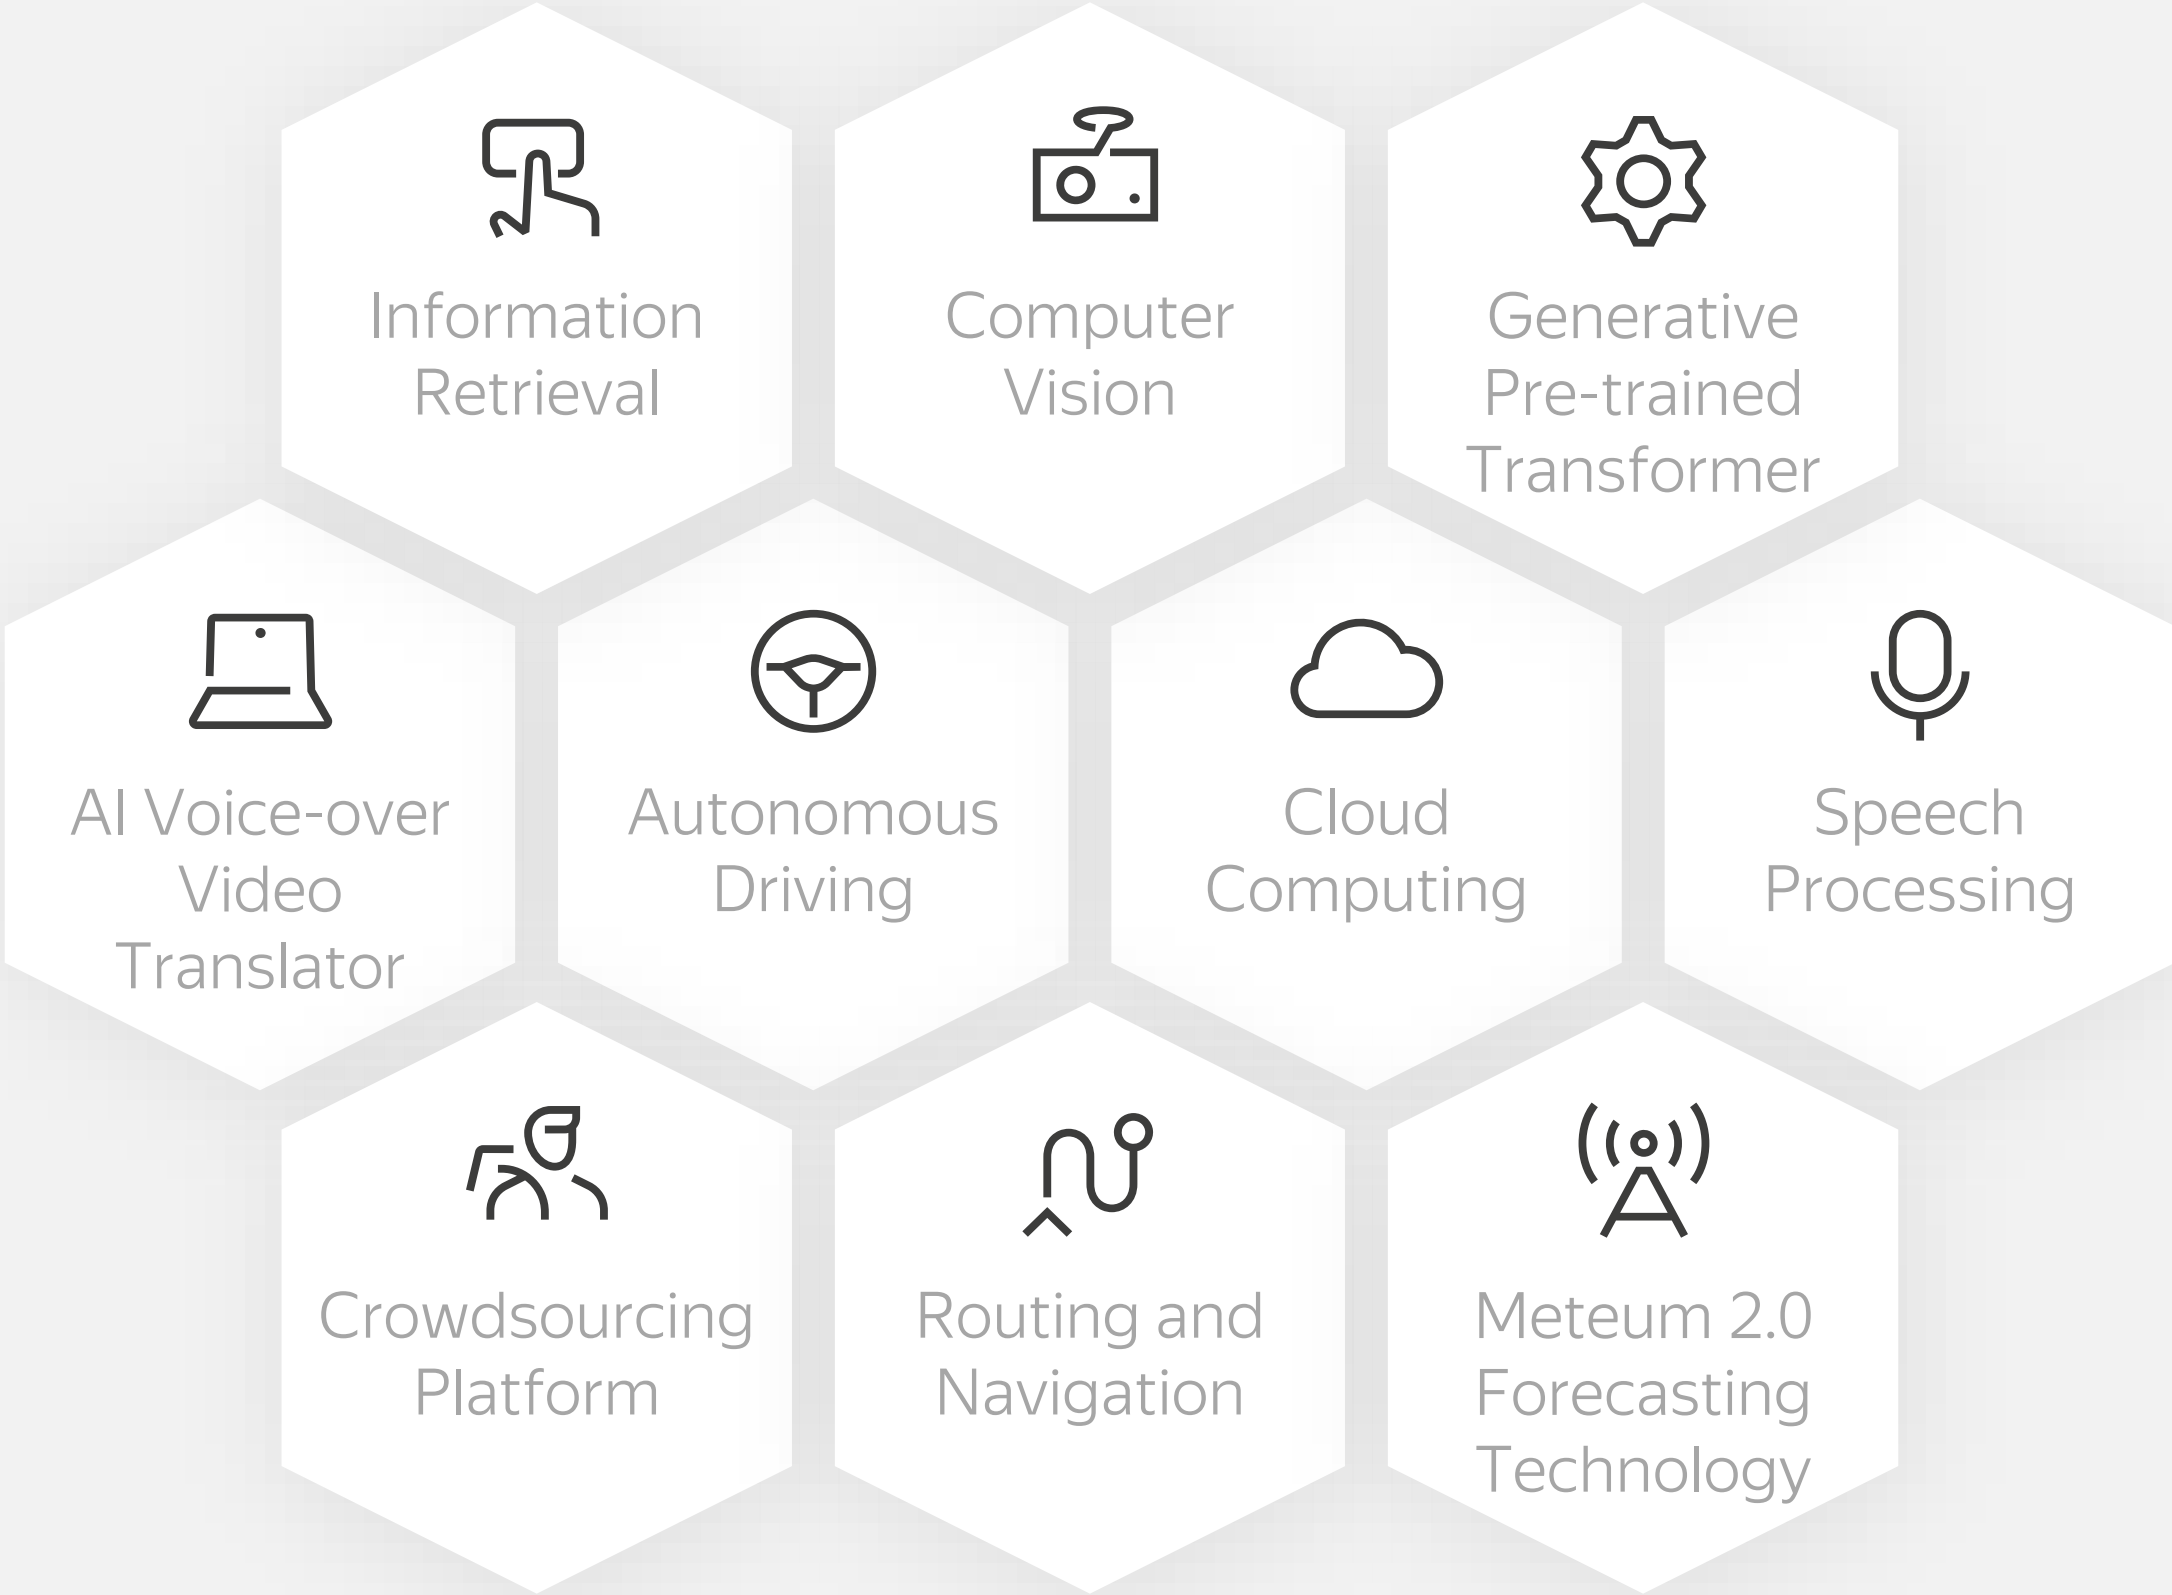 Information
Retrieval
Computer
Vision
Generative
Pre-trained
Transformer
AI Voice-over
Video
Translator
Autonomous
Driving
Cloud
Computing
Speech
Processing
Crowdsourcing
Platform
Routing and
Navigation
Meteum 2.0
Forecasting
Technology